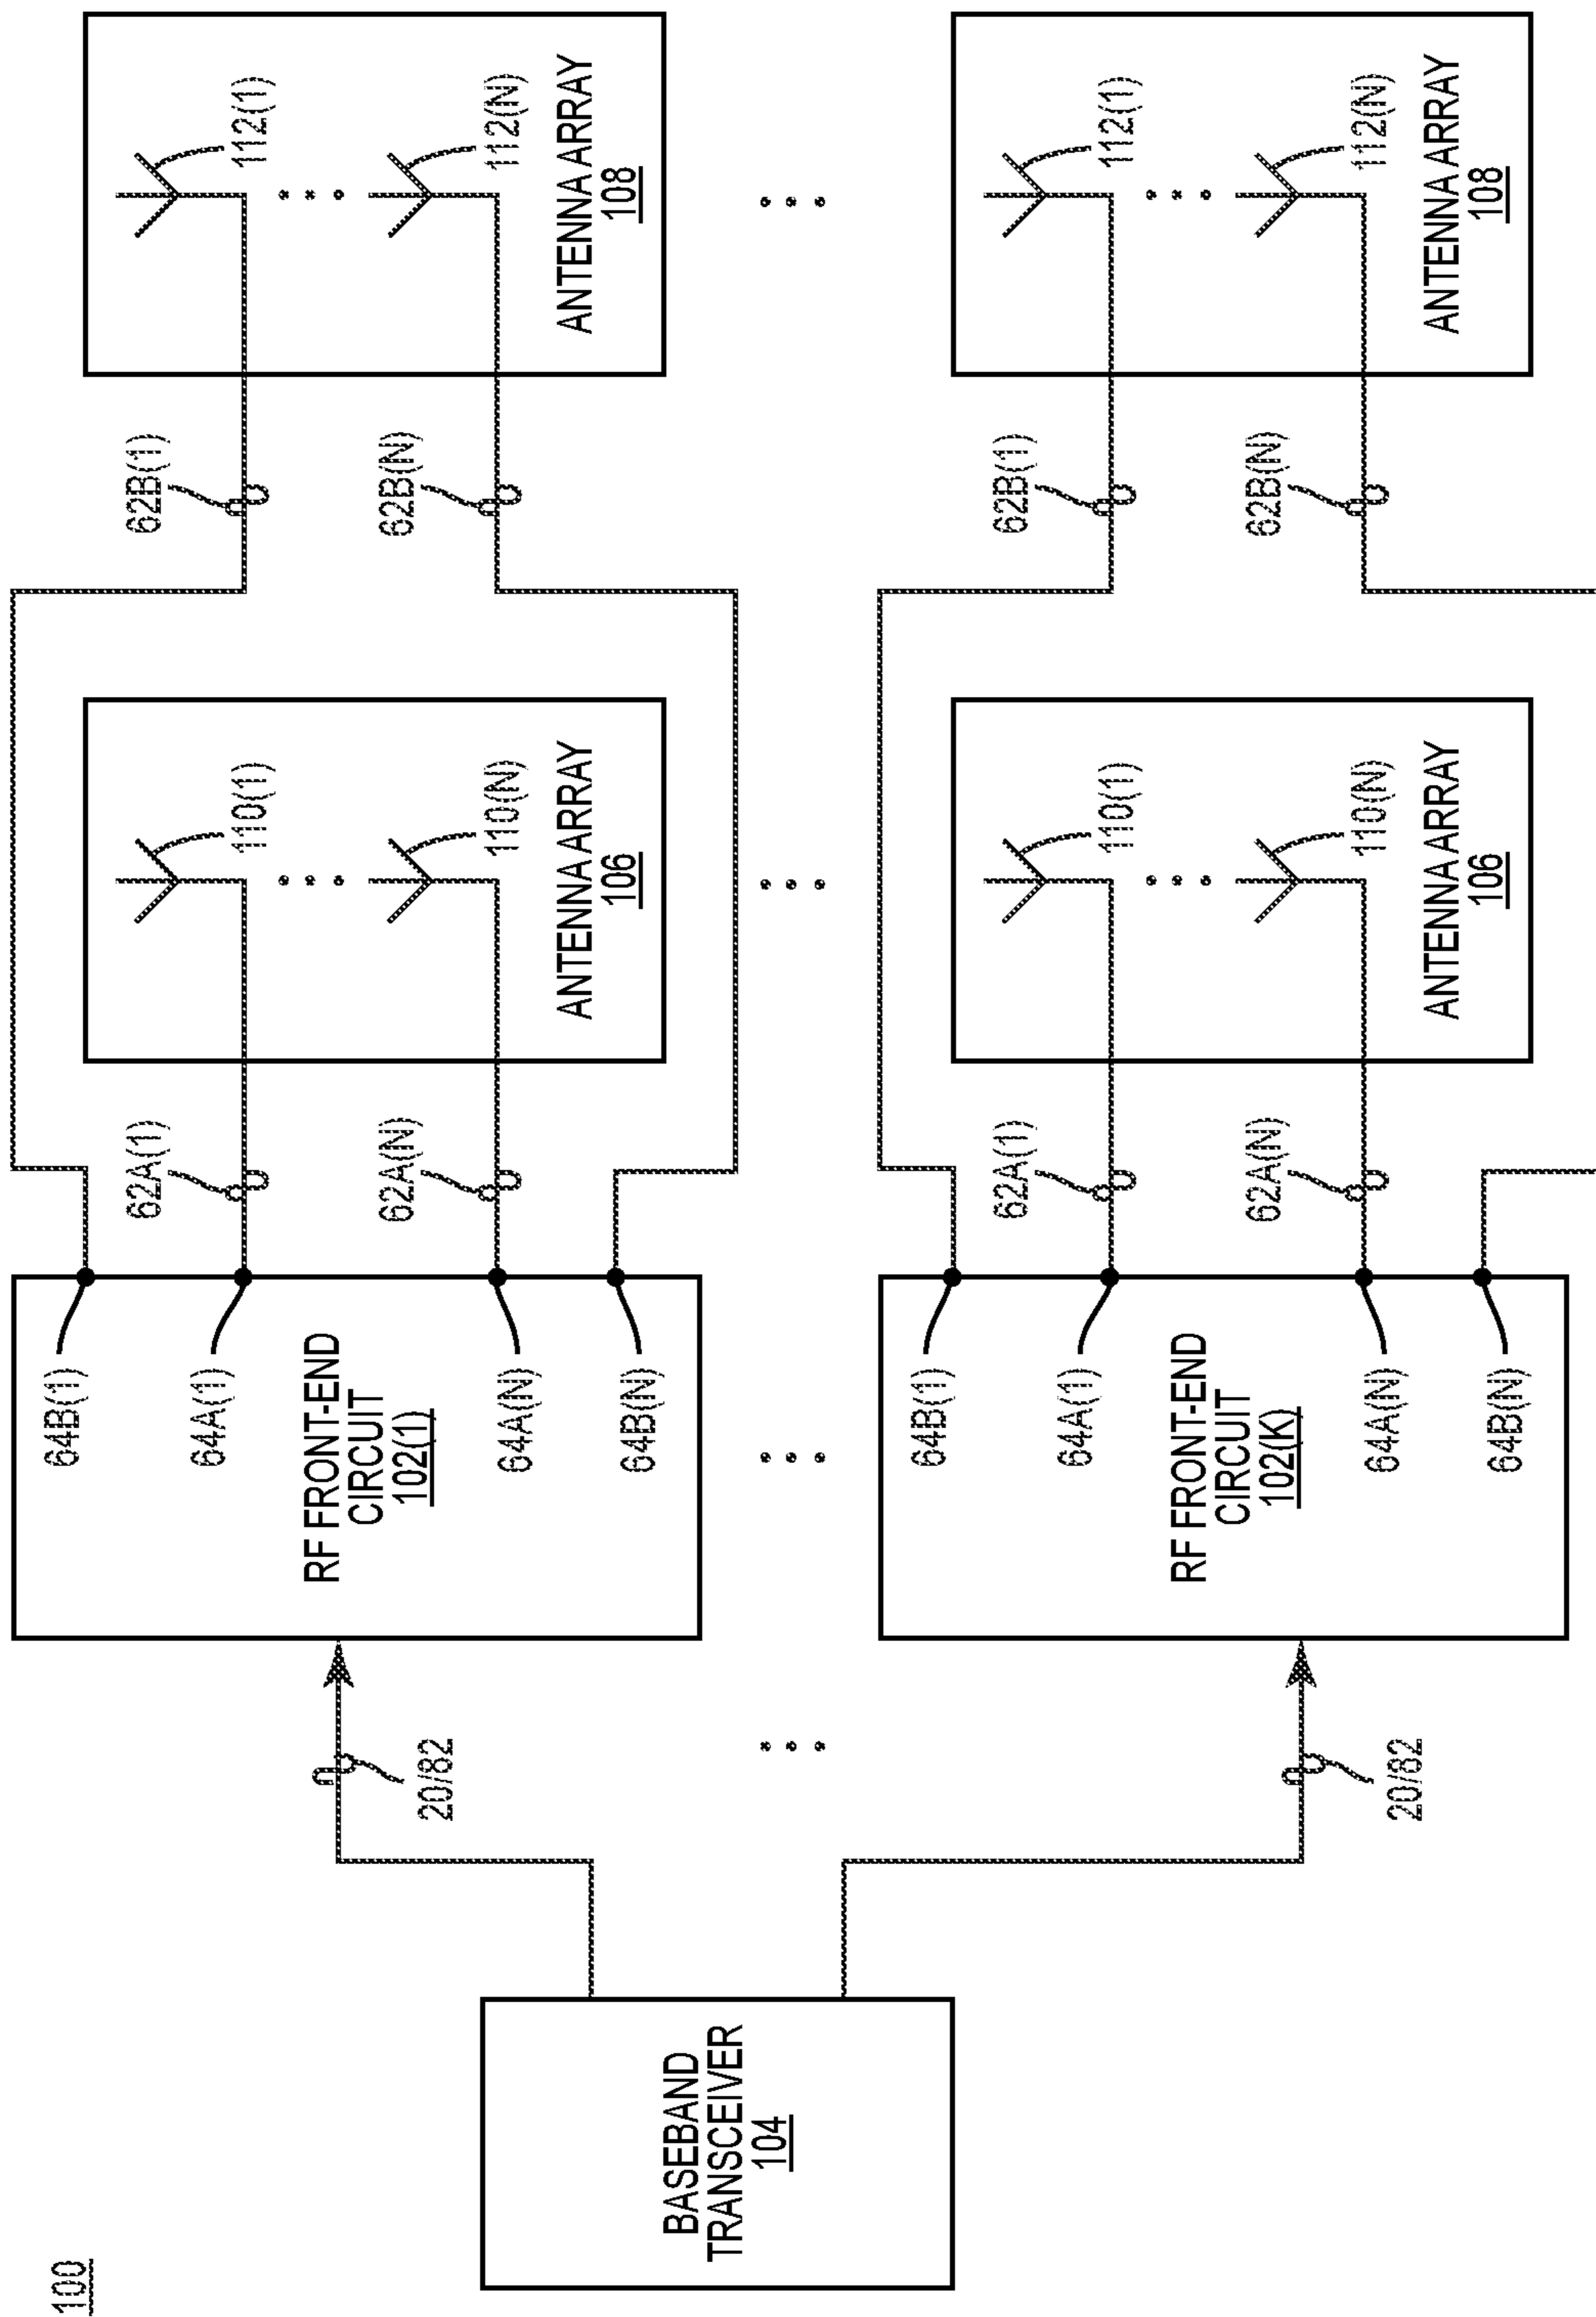 100
BASEBAND
TRANSCEIVER
104
20/82
20/82
RF FRONT-END
CIRCUIT
102(1)
64B(1)
64A(1)
64A(N)
64B(N)
RF FRONT-END
CIRCUIT
102(K)
64B(1)
64A(1)
64A(N)
64B(N)
62A(1)
62A(N)
62A(1)
62A(N)
110(1)
110(N)
ANTENNA ARRAY
106
110(1)
110(N)
ANTENNA ARRAY
106
62B(1)
62B(N)
62B(1)
62B(N)
112(1)
112(N)
ANTENNA ARRAY
108
112(1)
112(N)
ANTENNA ARRAY
108